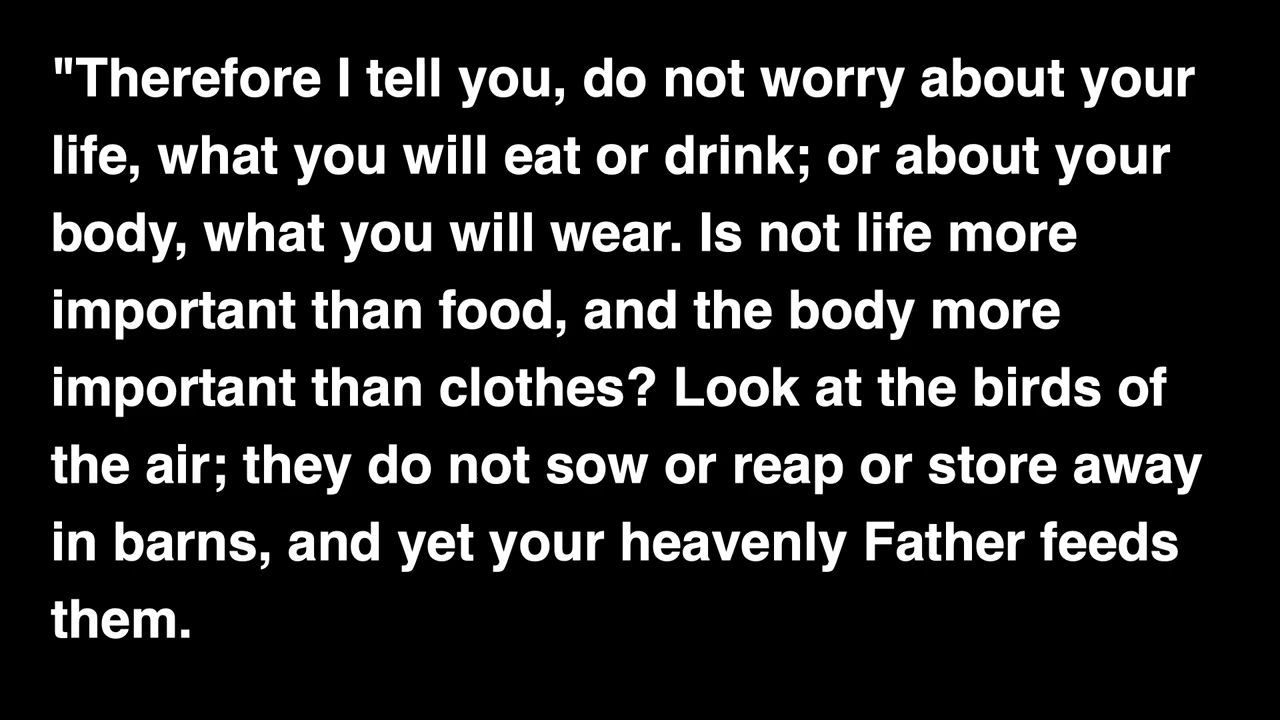 "Therefore I tell you, do not worry about your
life, what you will eat or drink; or about your
body, what you will wear. Is not life more
important than food, and the body more
important than clothes? Look at the birds of
the air; they do not sow or reap or store away
in barns, and yet your heavenly Father feeds
them.